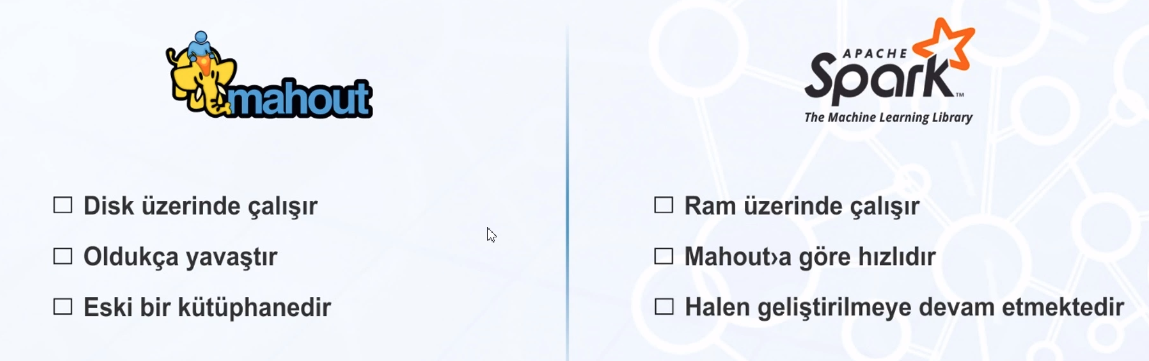 mahout
Disk üzerinde çalışır
Oldukça yavaştır
Eski bir kütüphanedir
APACHE
Spark™
The Machine Learning Library
Ram üzerinde çalışır
Mahout›a göre hızlıdır
Halen geliştirilmeye devam etmektedir